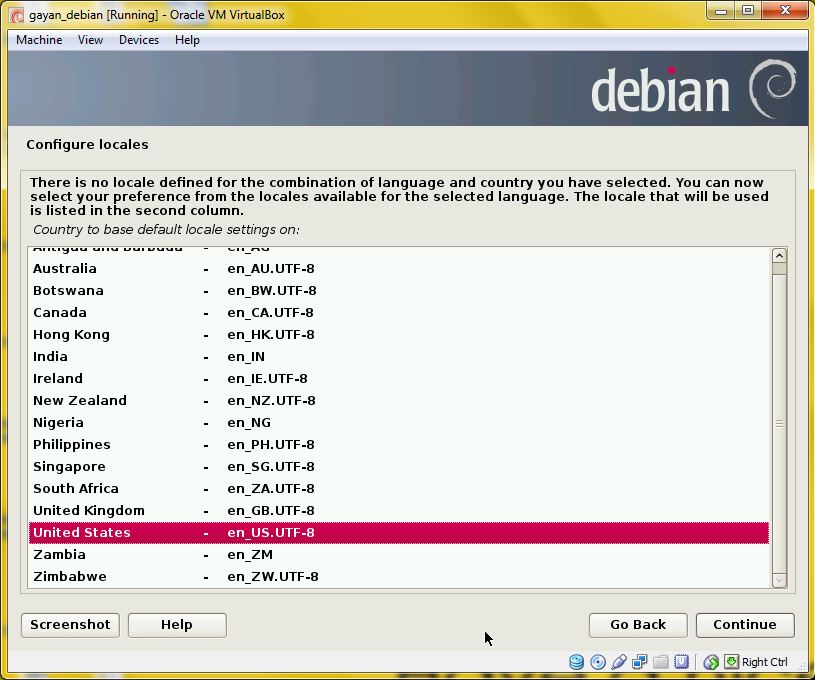 gayan_debian [Running] - Oracle VM VirtualBox
Machine View Devices Help
debian
Configure locales
There is no locale defined for the combination of language and country you have selected. You can now
select your preference from the locales available for the selected language. The locale that will be used
is listed in the second column.
Country to base default locale settings on:
Antigua and Barbuda - en_AG
Australia - en_AU.UTF-8
Botswana - en_BW.UTF-8
Canada - en_CA.UTF-8
Hong Kong - en_HK.UTF-8
India - en_IN
Ireland - en_IE.UTF-8
New Zealand - en_NZ.UTF-8
Nigeria - en_NG
Philippines - en_PH.UTF-8
Singapore - en_SG.UTF-8
South Africa - en_ZA.UTF-8
United Kingdom - en_GB.UTF-8
United States - en_US.UTF-8
Zambia - en_ZM
Zimbabwe - en_ZW.UTF-8
Screenshot Help Go Back Continue
Right Ctrl